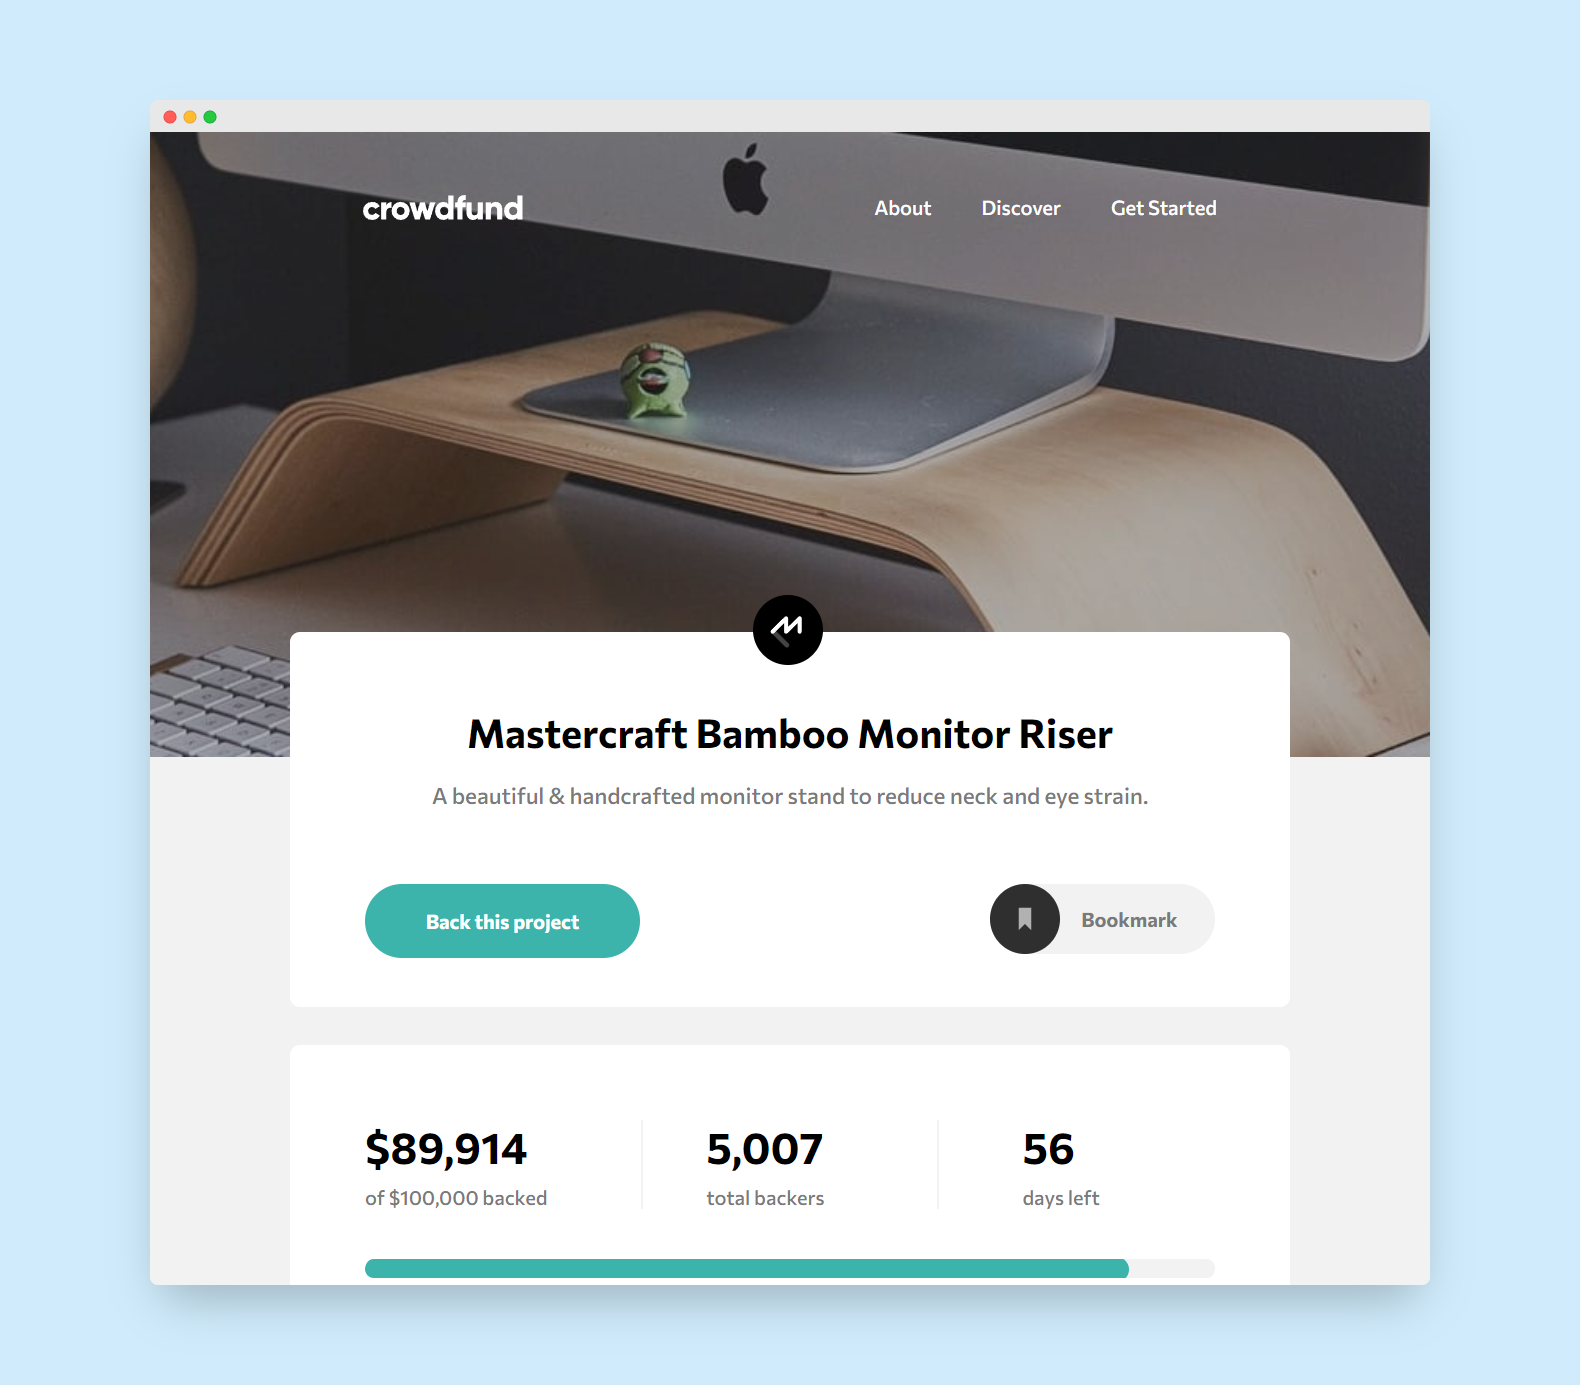 crowdfund
About Discover Get Started
Mastercraft Bamboo Monitor Riser
A beautiful & handcrafted monitor stand to reduce neck and eye strain.
Back this project
Bookmark
$89,914
of $100,000 backed
5,007
total backers
56
days left